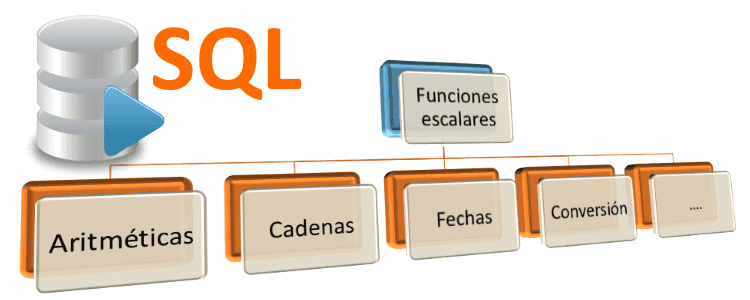 SQL
Funciones
escalares
Aritméticas
Cadenas
Fechas
Conversión
....